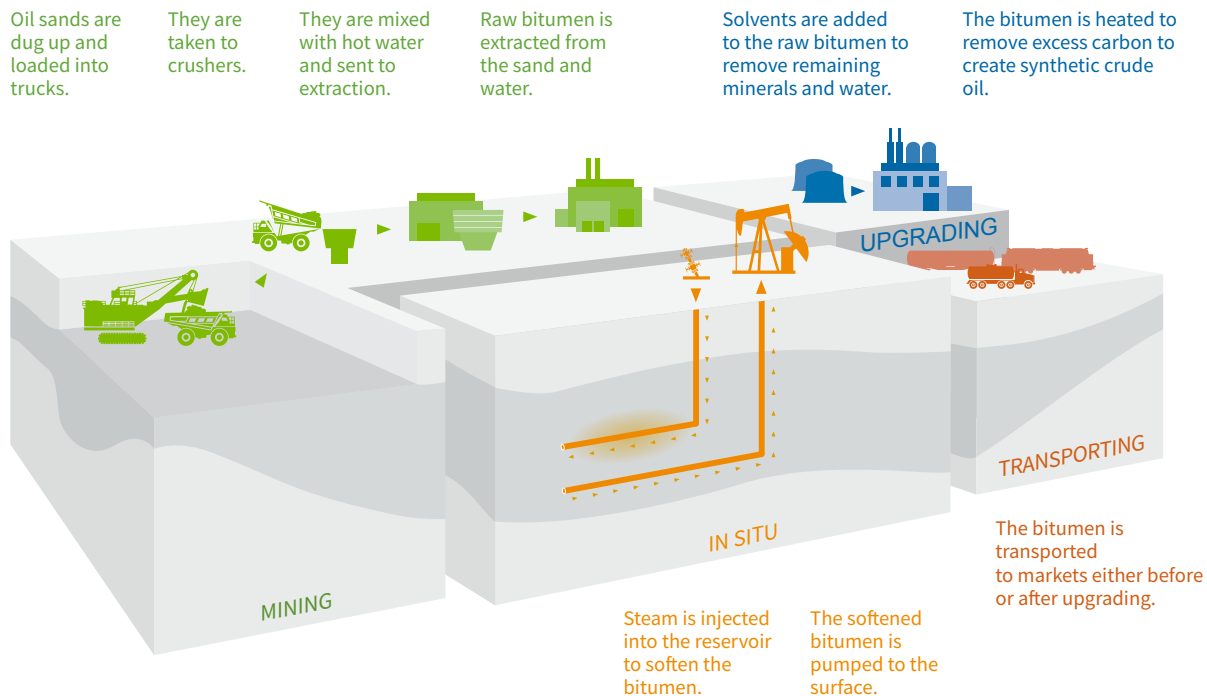 Oil sands are
dug up and
loaded into
trucks.
They are
taken to
crushers.
They are mixed
with hot water
and sent to
extraction.
Raw bitumen is
extracted from
the sand and
water.
Solvents are added
to the raw bitumen to
remove remaining
minerals and water.
The bitumen is heated to
remove excess carbon to
create synthetic crude
oil.
UPGRADING
TRANSPORTING
IN SITU
MINING
The bitumen is
transported
to markets either before
or after upgrading.
Steam is injected
into the reservoir
to soften the
bitumen.
The softened
bitumen is
pumped to the
surface.